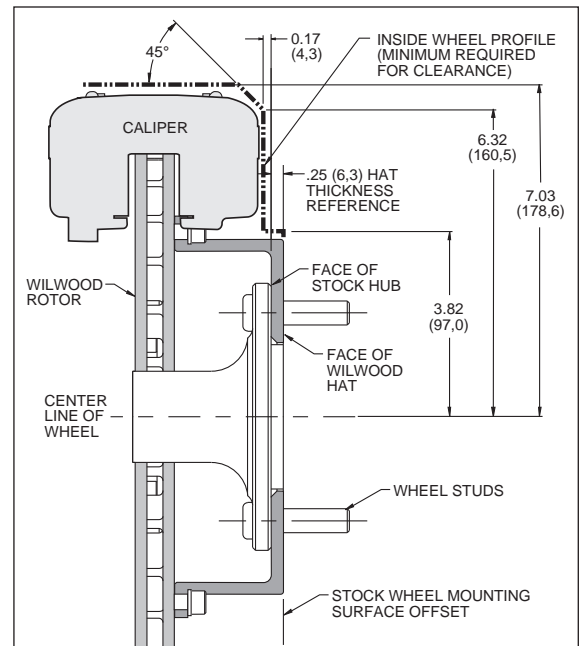 45°
0.17
(4,3)
INSIDE WHEEL PROFILE
(MINIMUM REQUIRED
FOR CLEARANCE)
CALIPER
6.32
(160,5)
7.03
(178,6)
.25 (6,3) HAT
THICKNESS
REFERENCE
WILWOOD
ROTOR
FACE OF
STOCK HUB
3.82
(97,0)
FACE OF
WILWOOD
HAT
CENTER
LINE OF
WHEEL
WHEEL STUDS
STOCK WHEEL MOUNTING
SURFACE OFFSET